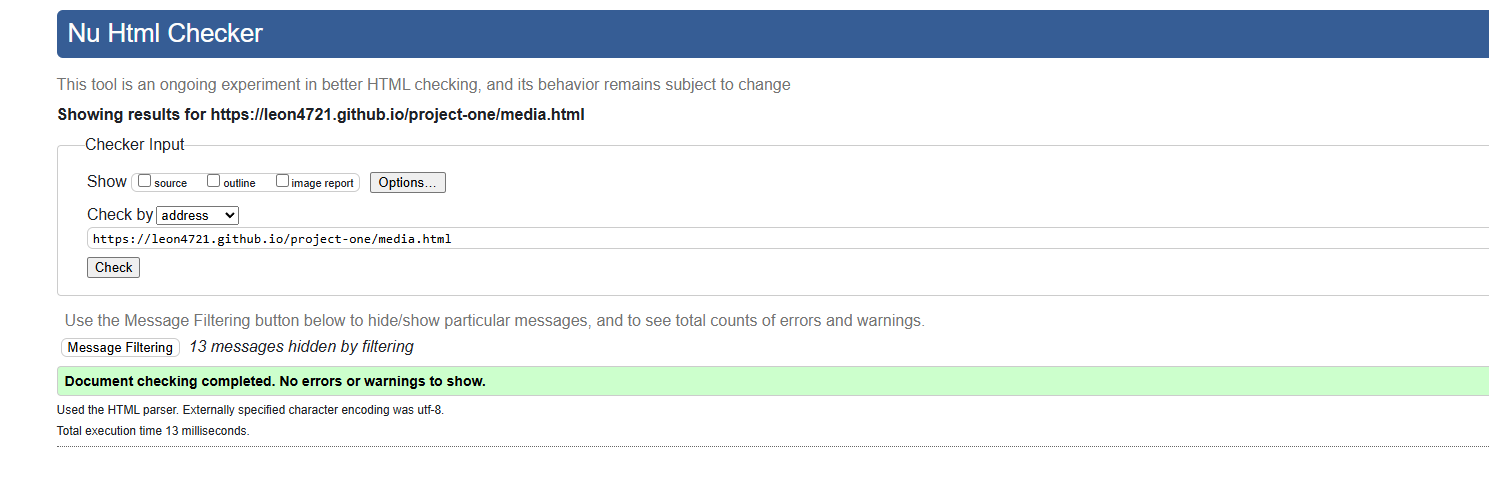 Nu Html Checker
This tool is an ongoing experiment in better HTML checking, and its behavior remains subject to change
Showing results for https://leon4721.github.io/project-one/media.html
Checker Input
Show source outline image report Options...
Check by address
https://leon4721.github.io/project-one/media.html
Check
Use the Message Filtering button below to hide/show particular messages, and to see total counts of errors and warnings.
Message Filtering 13 messages hidden by filtering
Document checking completed. No errors or warnings to show.
Used the HTML parser. Externally specified character encoding was utf-8.
Total execution time 13 milliseconds.